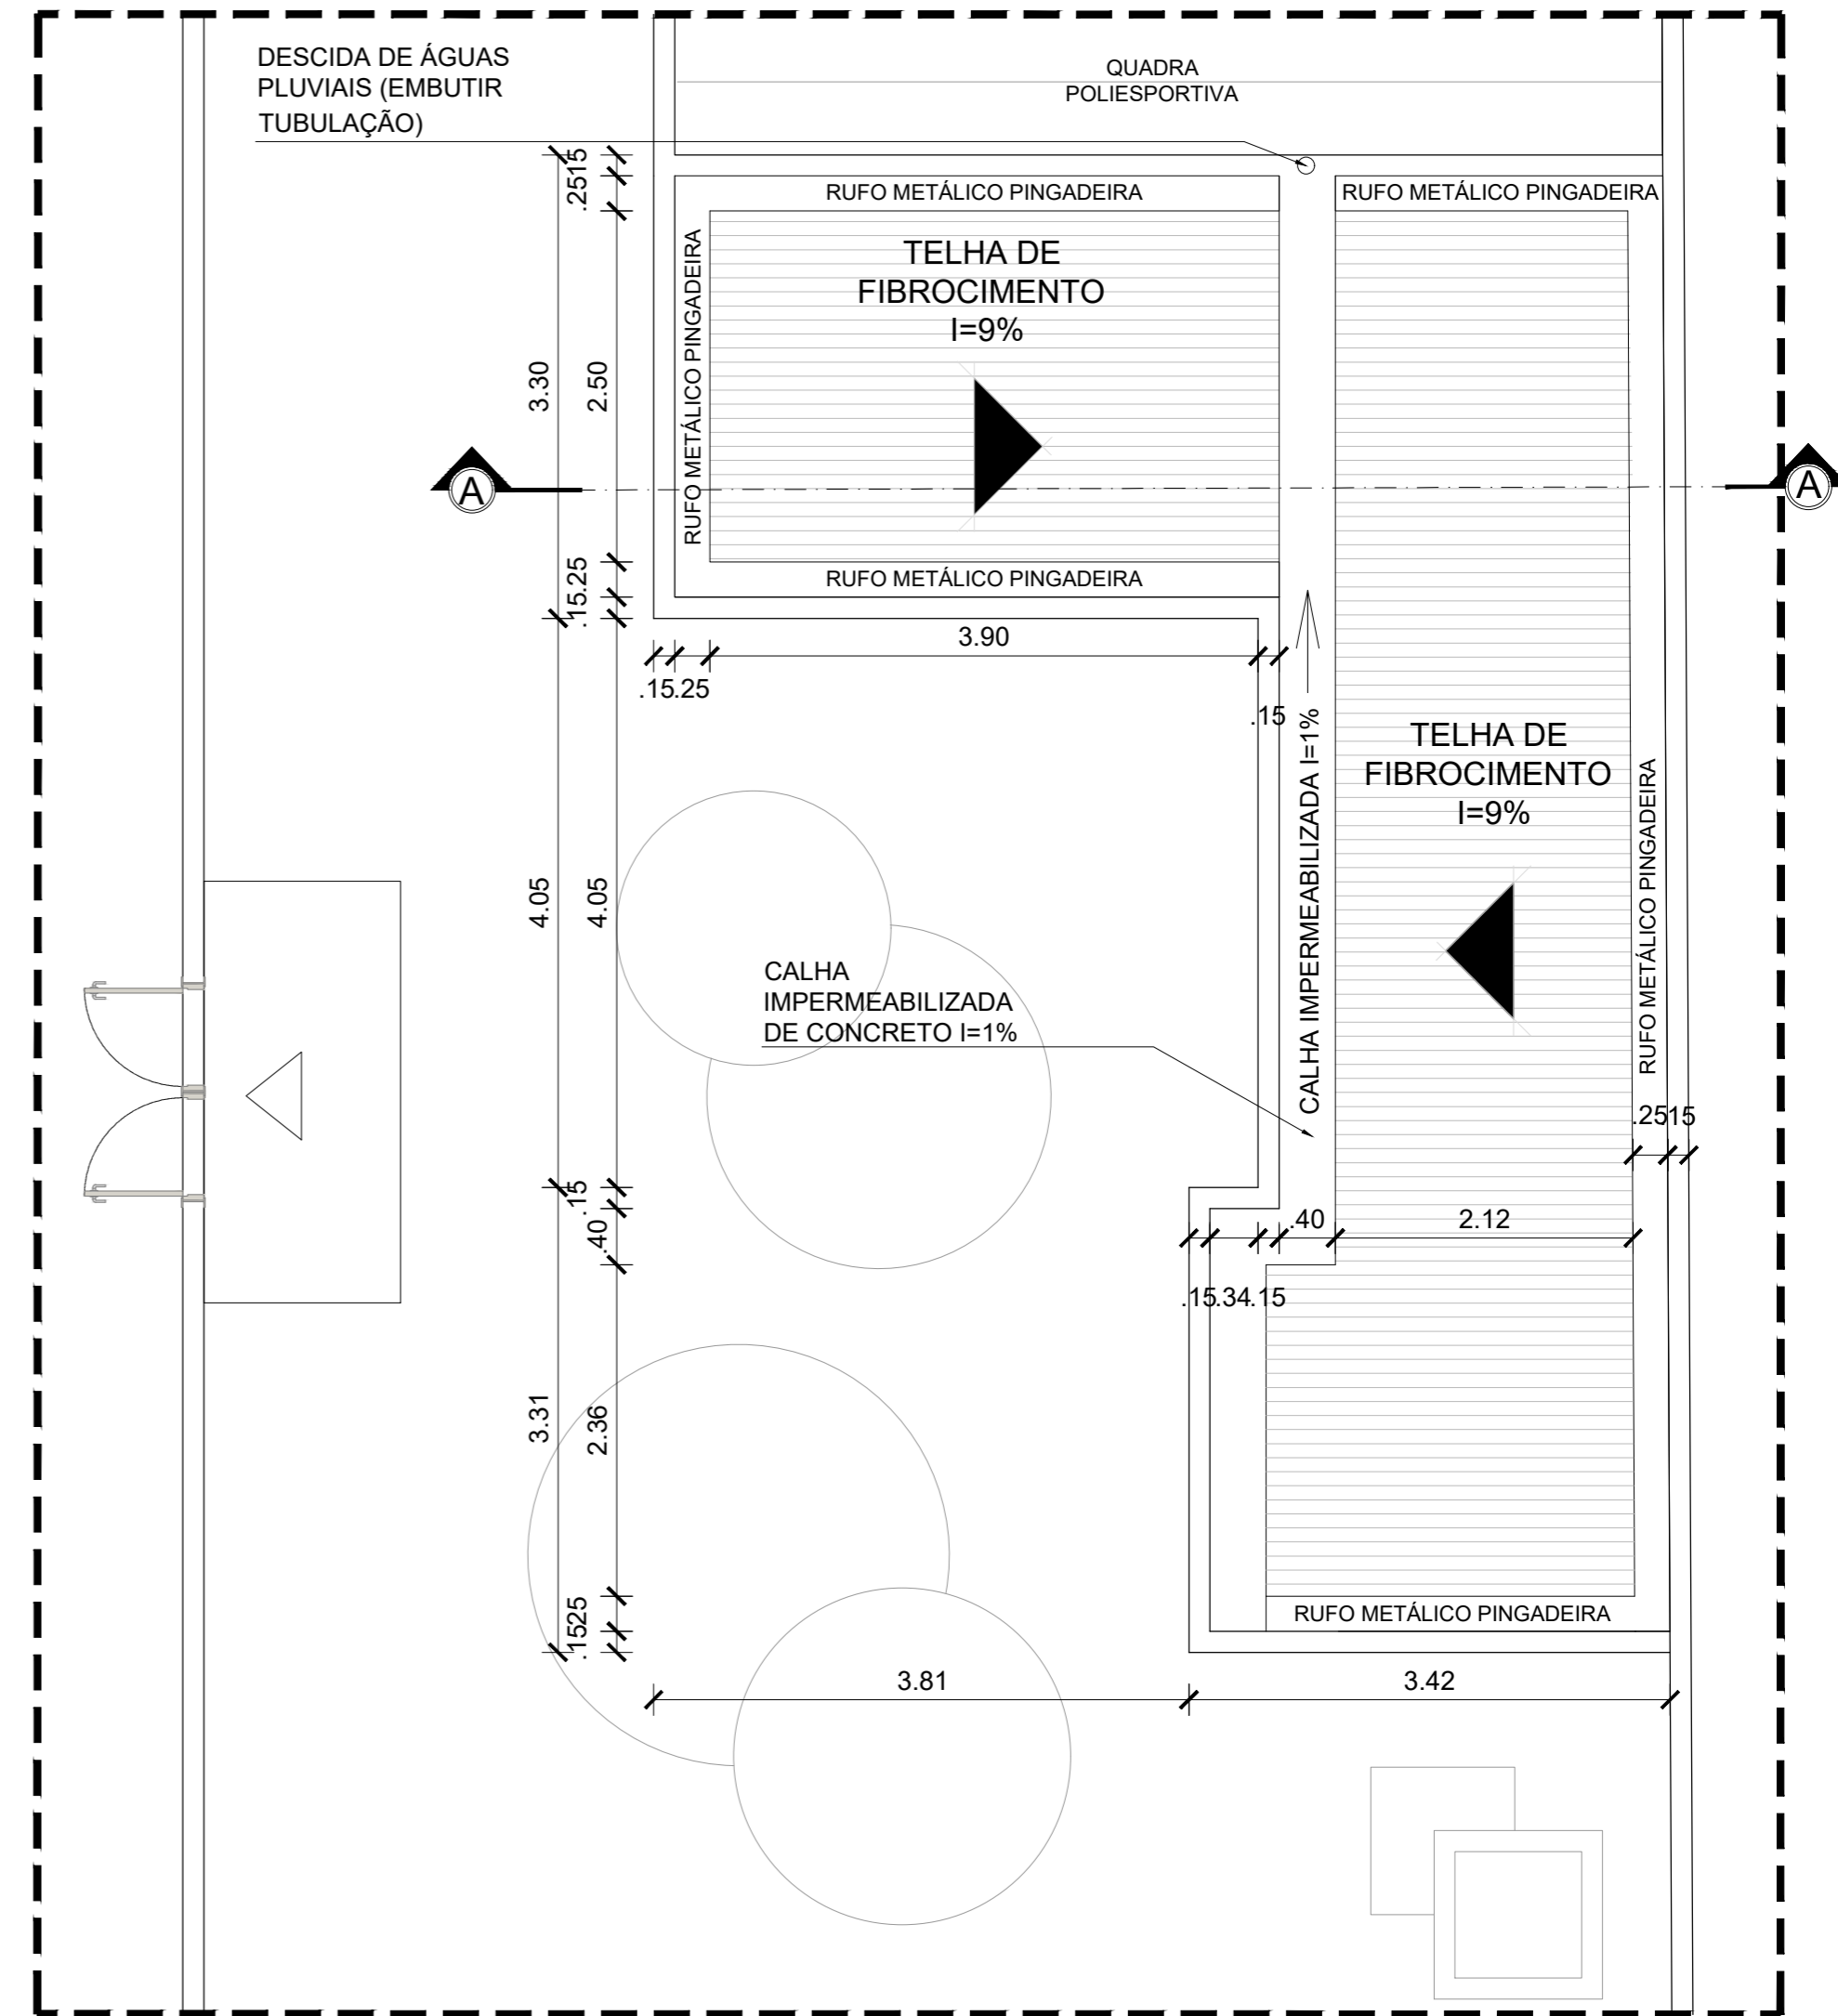 DESCIDA DE ÁGUAS
PLUVIAIS (EMBUTIR
TUBULAÇÃO)
QUADRA
POLIESPORTIVA
.15
.25
RUFO METÁLICO PINGADEIRA
RUFO METÁLICO PINGADEIRA
RUFO METÁLICO PINGADEIRA
TELHA DE
FIBROCIMENTO
I=9%
3.30
2.50
A
A
.25
.15
RUFO METÁLICO PINGADEIRA
3.90
.15
.25
.15
CALHA IMPERMEABILIZADA I=1%
TELHA DE
FIBROCIMENTO
I=9%
RUFO METÁLICO PINGADEIRA
4.05
4.05
CALHA
IMPERMEABILIZADA
DE CONCRETO I=1%
.25
.15
.15
.40
.40
2.12
.15
.34
.15
3.31
2.36
.25
.15
RUFO METÁLICO PINGADEIRA
3.81
3.42